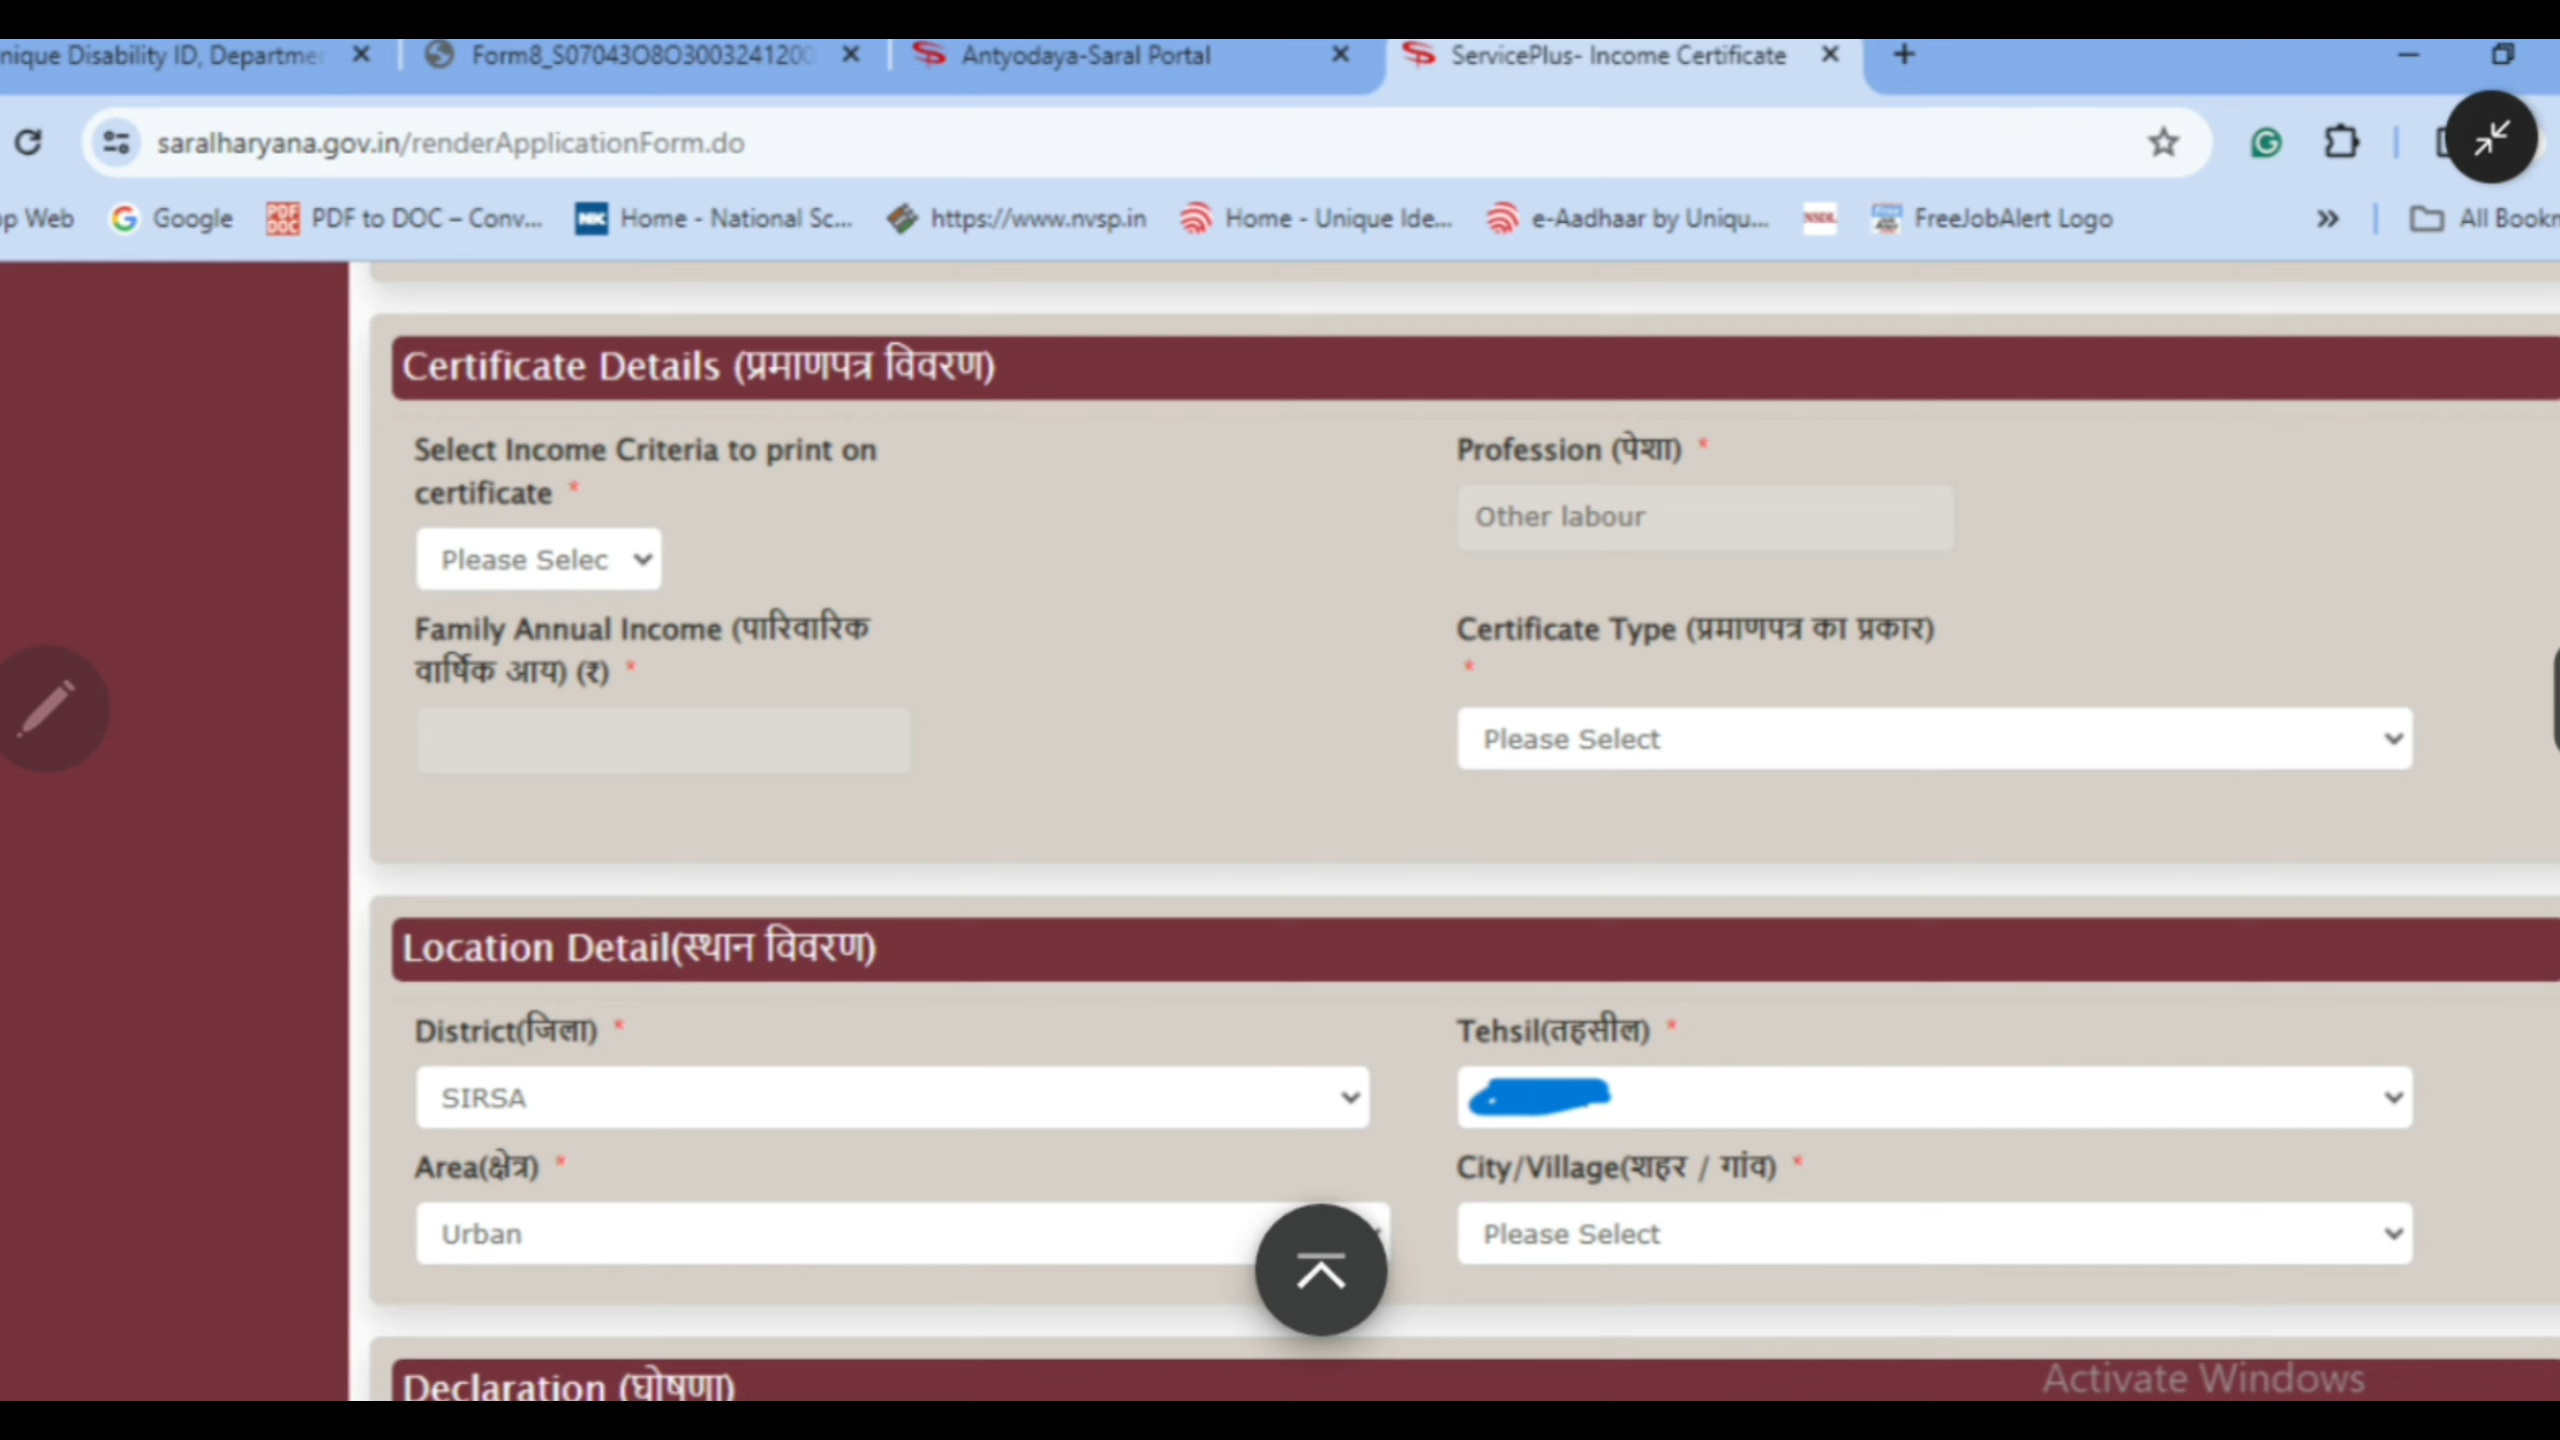 nique Disability ID, Departme
Form8_S07043O8O3003241200
Antyodaya-Saral Portal
ServicePlus- Income Certificate
saralharyana.gov.in/renderApplicationForm.do
pp Web
Google
PDF to DOC – Conv...
Home - National Sc...
https://www.nvsp.in
Home - Unique Ide...
e-Aadhaar by Uniqu...
NSDL
FreeJobAlert Logo
All Bookm
Certificate Details (प्रमाणपत्र विवरण)
Select Income Criteria to print on
certificate *
Please Selec
Profession (पेशा) *
Other labour
Family Annual Income (पारिवारिक
वार्षिक आय) (₹) *
Certificate Type (प्रमाणपत्र का प्रकार)
*
Please Select
Location Detail(स्थान विवरण)
District(जिला) *
SIRSA
Tehsil(तहसील) *
Area(क्षेत्र) *
Urban
City/Village(शहर / गांव) *
Please Select
Declaration (घोषणा)
Activate Windows